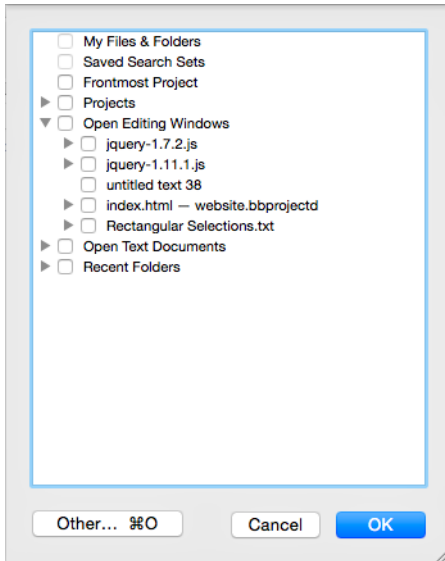 My Files & Folders
Saved Search Sets
Frontmost Project
Projects
Open Editing Windows
jquery-1.7.2.js
jquery-1.11.1.js
untitled text 38
index.html — website.bbprojectd
Rectangular Selections.txt
Open Text Documents
Recent Folders
Other... ⌘O Cancel OK